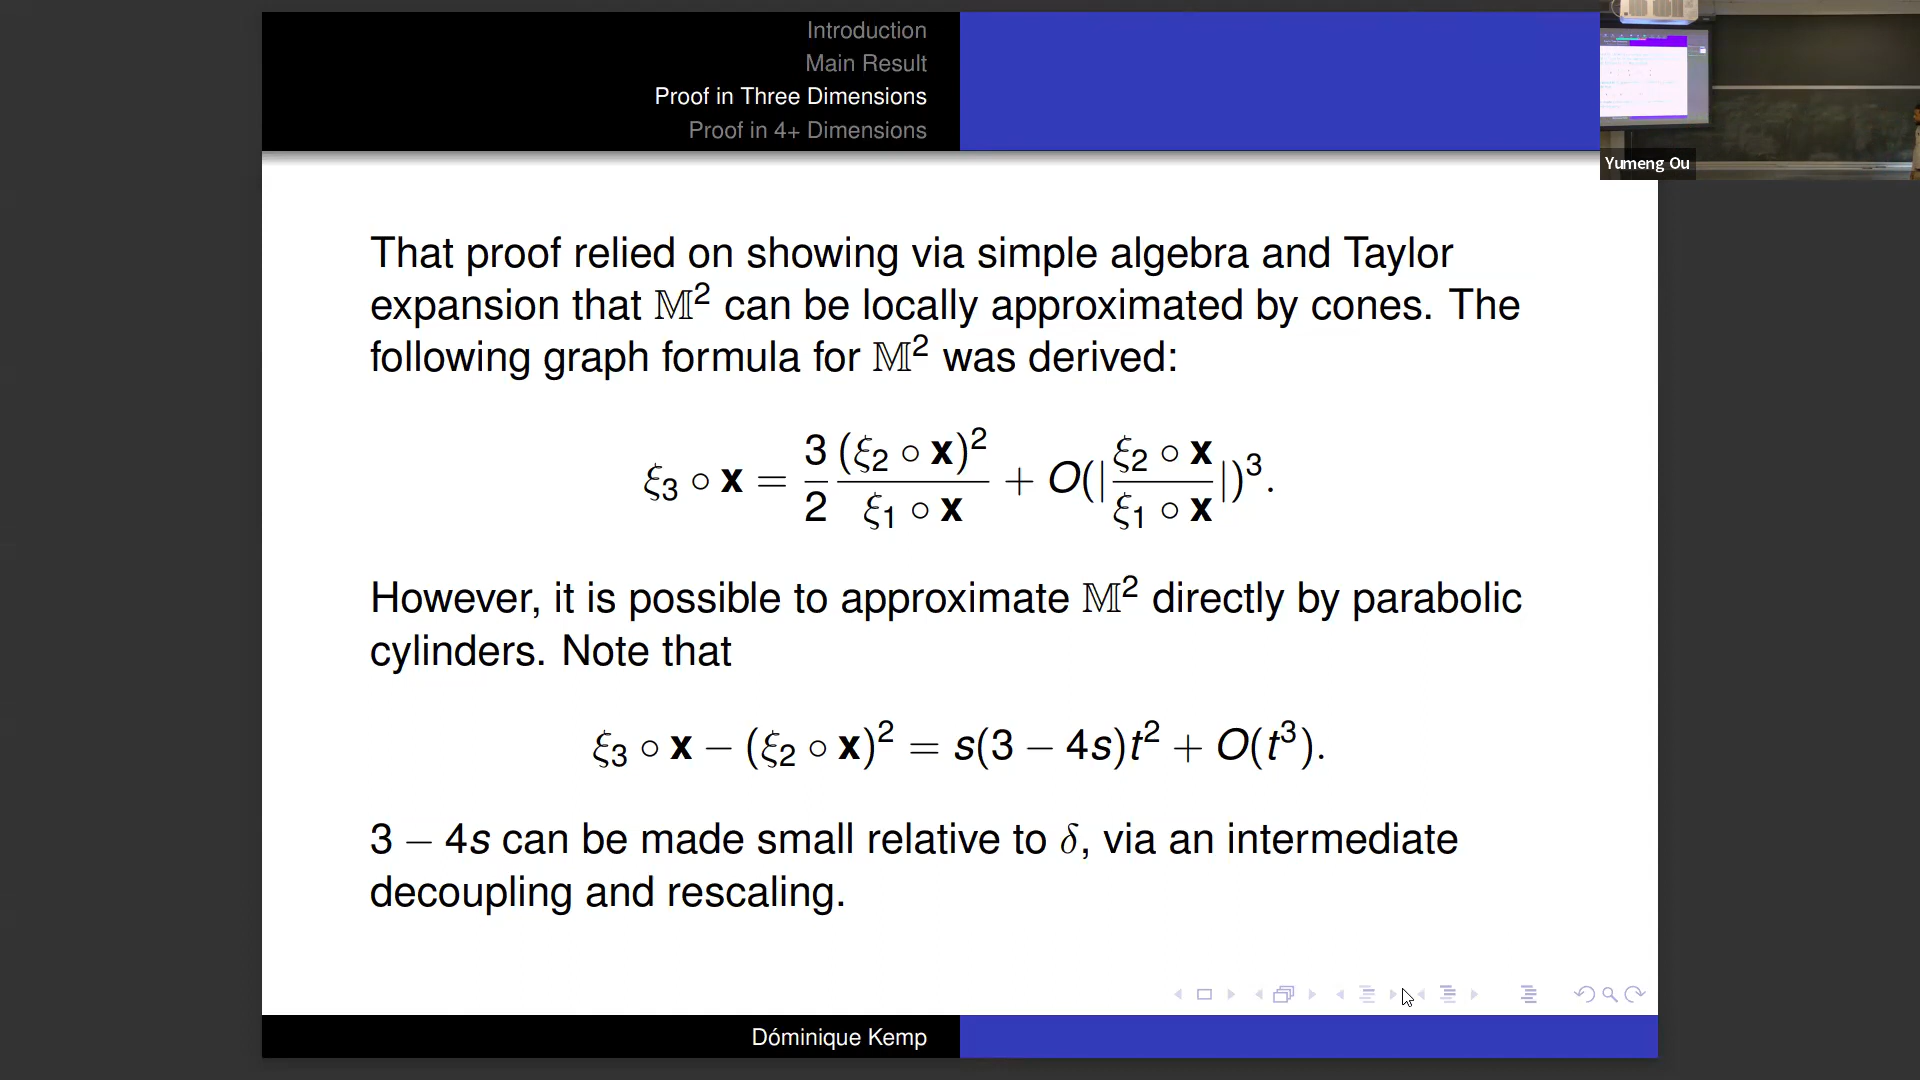 Introduction
Main Result
Proof in Three Dimensions
Proof in 4+ Dimensions
Yumeng Ou
That proof relied on showing via simple algebra and Taylor
expansion that 𝕄² can be locally approximated by cones. The
following graph formula for 𝕄² was derived:
ξ₃ ∘ x = 3/2 (ξ₂ ∘ x)²/(ξ₁ ∘ x) + O(|(ξ₂ ∘ x)/(ξ₁ ∘ x)|)³.
However, it is possible to approximate 𝕄² directly by parabolic
cylinders. Note that
ξ₃ ∘ x − (ξ₂ ∘ x)² = s(3 − 4s)t² + O(t³).
3 − 4s can be made small relative to δ, via an intermediate
decoupling and rescaling.
Dóminique Kemp